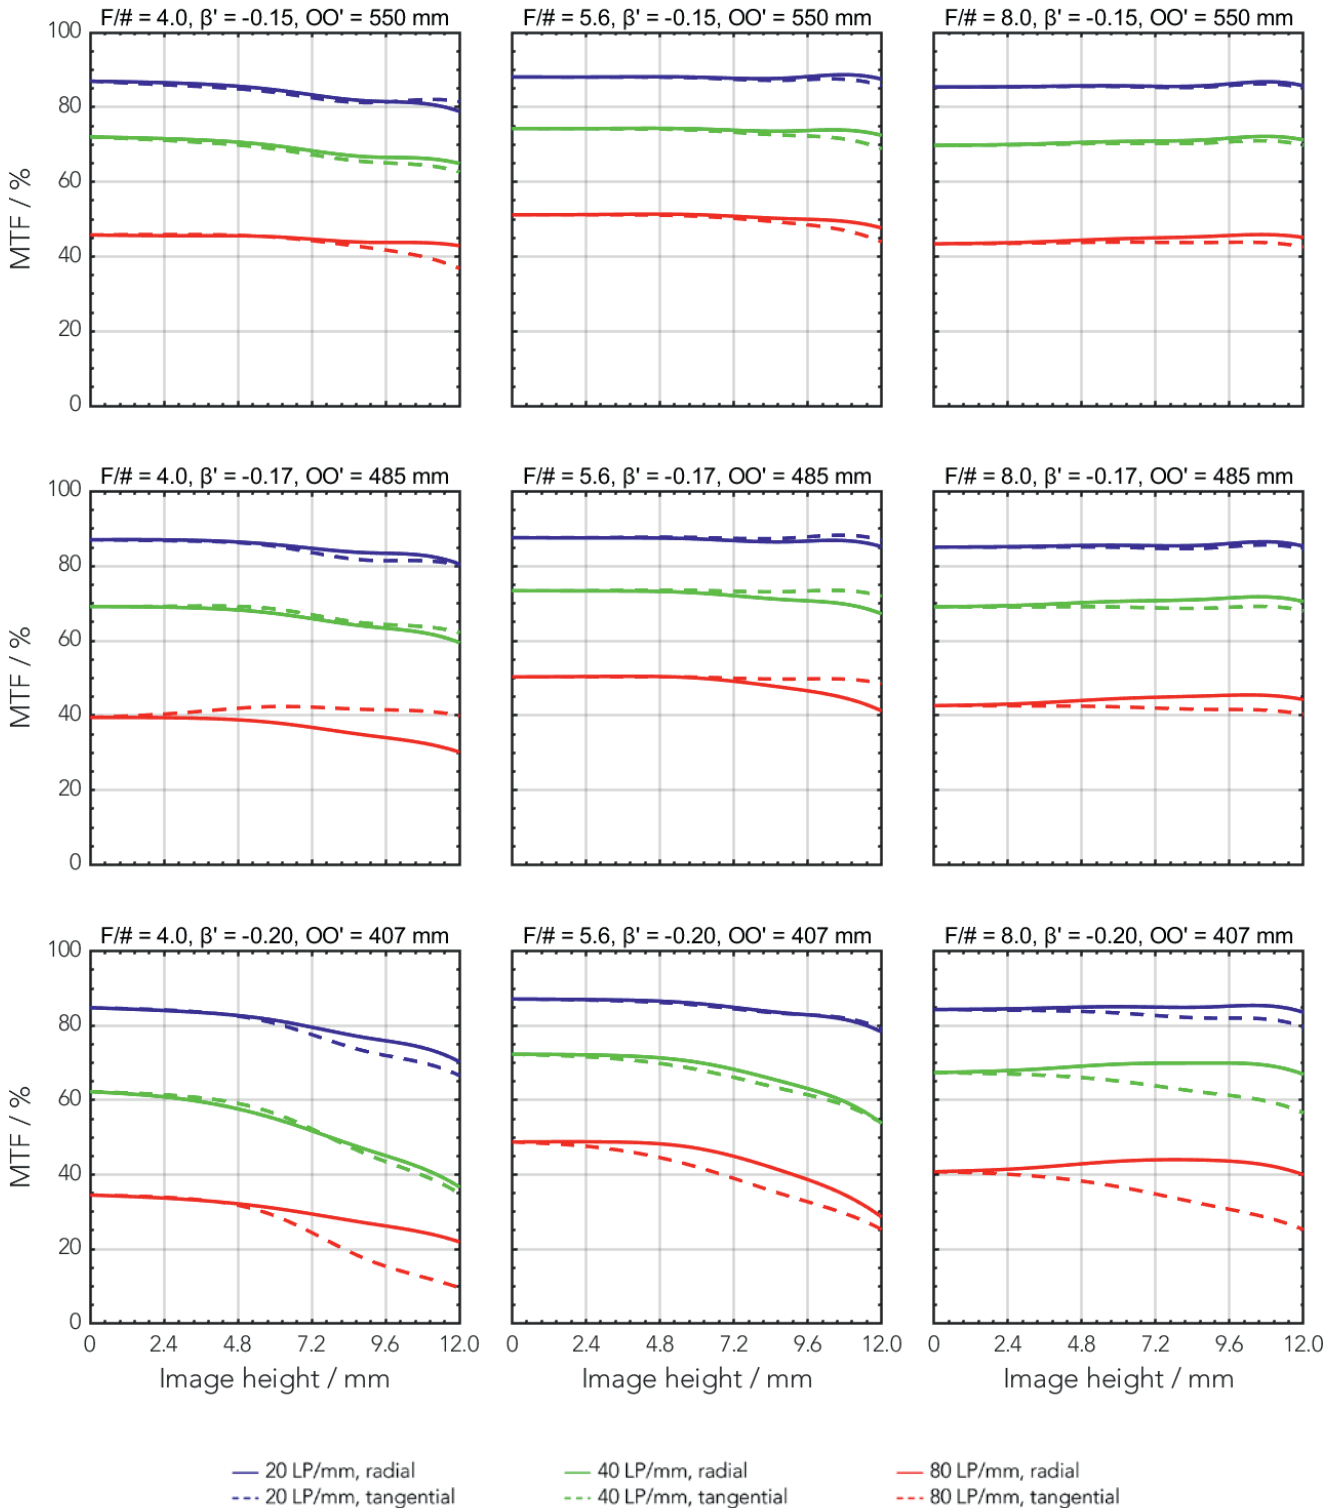 F/# = 4.0, β' = -0.15, OO' = 550 mm
F/# = 5.6, β' = -0.15, OO' = 550 mm
F/# = 8.0, β' = -0.15, OO' = 550 mm
100
80
60
40
20
0
MTF / %
F/# = 4.0, β' = -0.17, OO' = 485 mm
F/# = 5.6, β' = -0.17, OO' = 485 mm
F/# = 8.0, β' = -0.17, OO' = 485 mm
100
80
60
40
20
0
MTF / %
F/# = 4.0, β' = -0.20, OO' = 407 mm
F/# = 5.6, β' = -0.20, OO' = 407 mm
F/# = 8.0, β' = -0.20, OO' = 407 mm
100
80
60
40
20
0
MTF / %
0 2.4 4.8 7.2 9.6 12.0
0 2.4 4.8 7.2 9.6 12.0
0 2.4 4.8 7.2 9.6 12.0
Image height / mm
Image height / mm
Image height / mm
20 LP/mm, radial
40 LP/mm, radial
80 LP/mm, radial
20 LP/mm, tangential
40 LP/mm, tangential
80 LP/mm, tangential